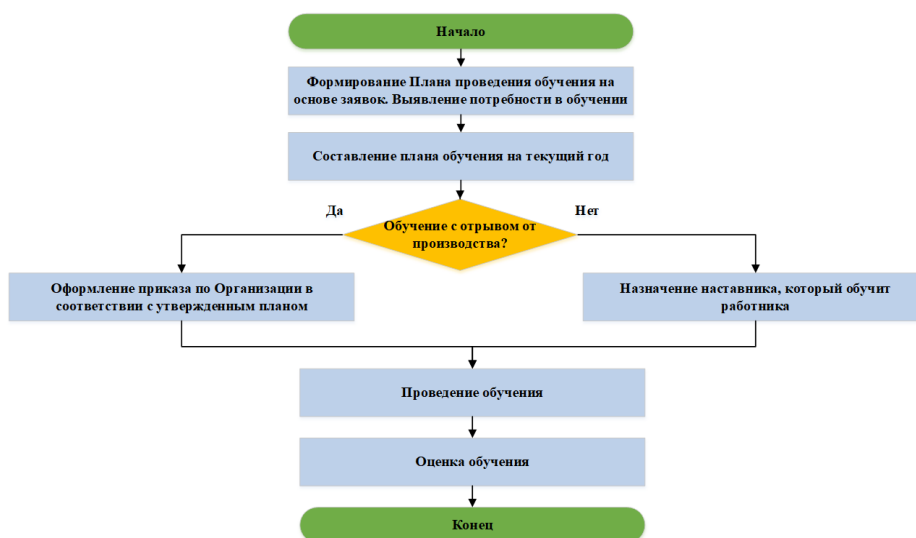 Начало
Формирование Плана проведения обучения на
основе заявок. Выявление потребности в обучении
Составление плана обучения на текущий год
Да
Нет
Обучение с отрывом от
производства?
Оформление приказа по Организации в
соответствии с утвержденным планом
Назначение наставника, который обучит
работника
Проведение обучения
Оценка обучения
Конец